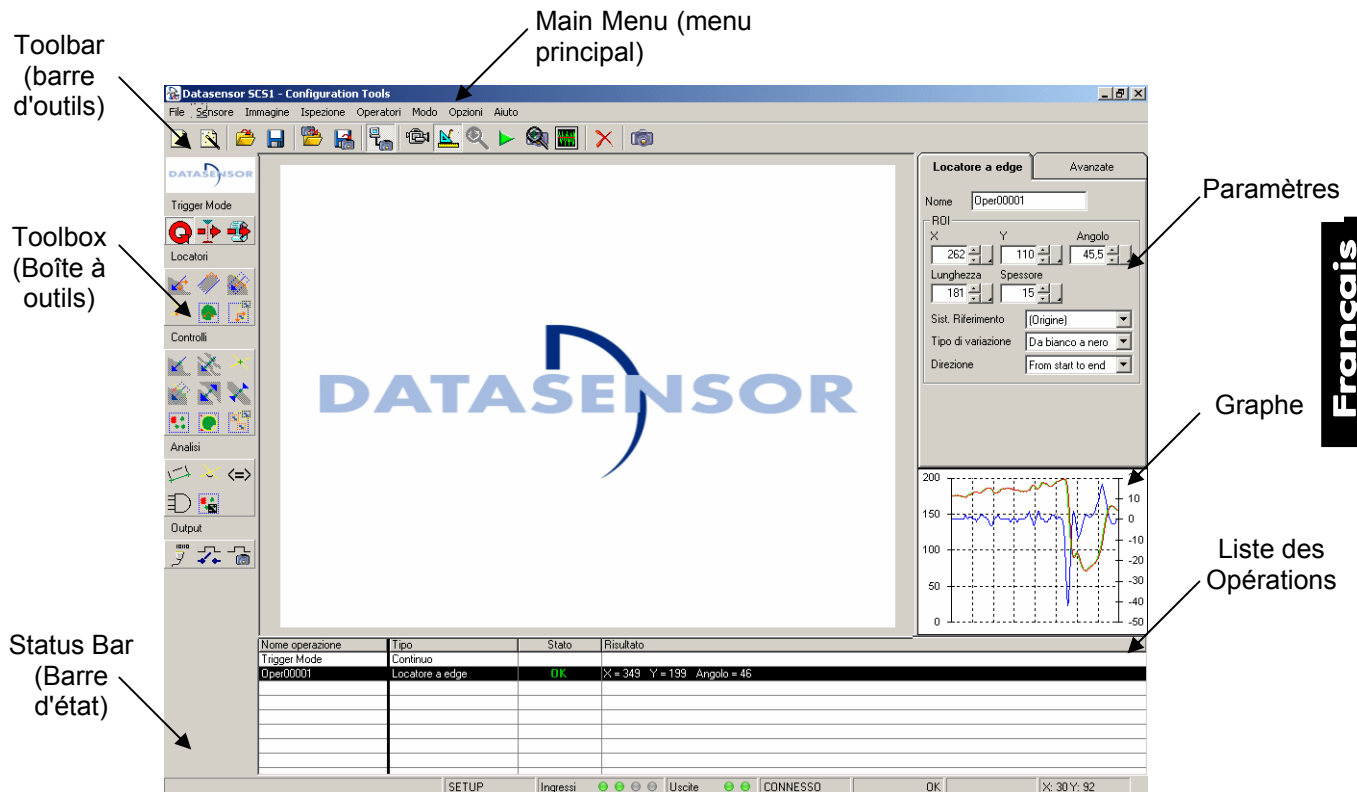 Main Menu (menu
principal)
Toolbar
(barre
d'outils)
Datasensor SCS1 - Configuration Tools
File Sensore Immagine Ispezione Operatori Modo Opzioni Aiuto
DATASENSOR
Trigger Mode
Locatori
Controlli
Analisi
Output
Toolbox
(Boîte à
outils)
DATASENSOR
Locatore a edge Avanzate
Nome Oper00001
ROI
X Y Angolo
262 110 45,5
Lunghezza Spessore
181 15
Sist. Riferimento (Origine)
Tipo di variazione Da bianco a nero
Direzione From start to end
Paramètres
Français
Graphe
200
150
100
50
0
10
0
-10
-20
-30
-40
-50
Liste des
Opérations
Nome operazione Tipo Stato Risultato
Trigger Mode Continuo
Oper00001 Locatore a edge OK X = 349 Y = 199 Angolo = 46
Status Bar
(Barre
d'état)
SETUP Ingressi Uscite CONNESSO OK X: 30 Y: 92